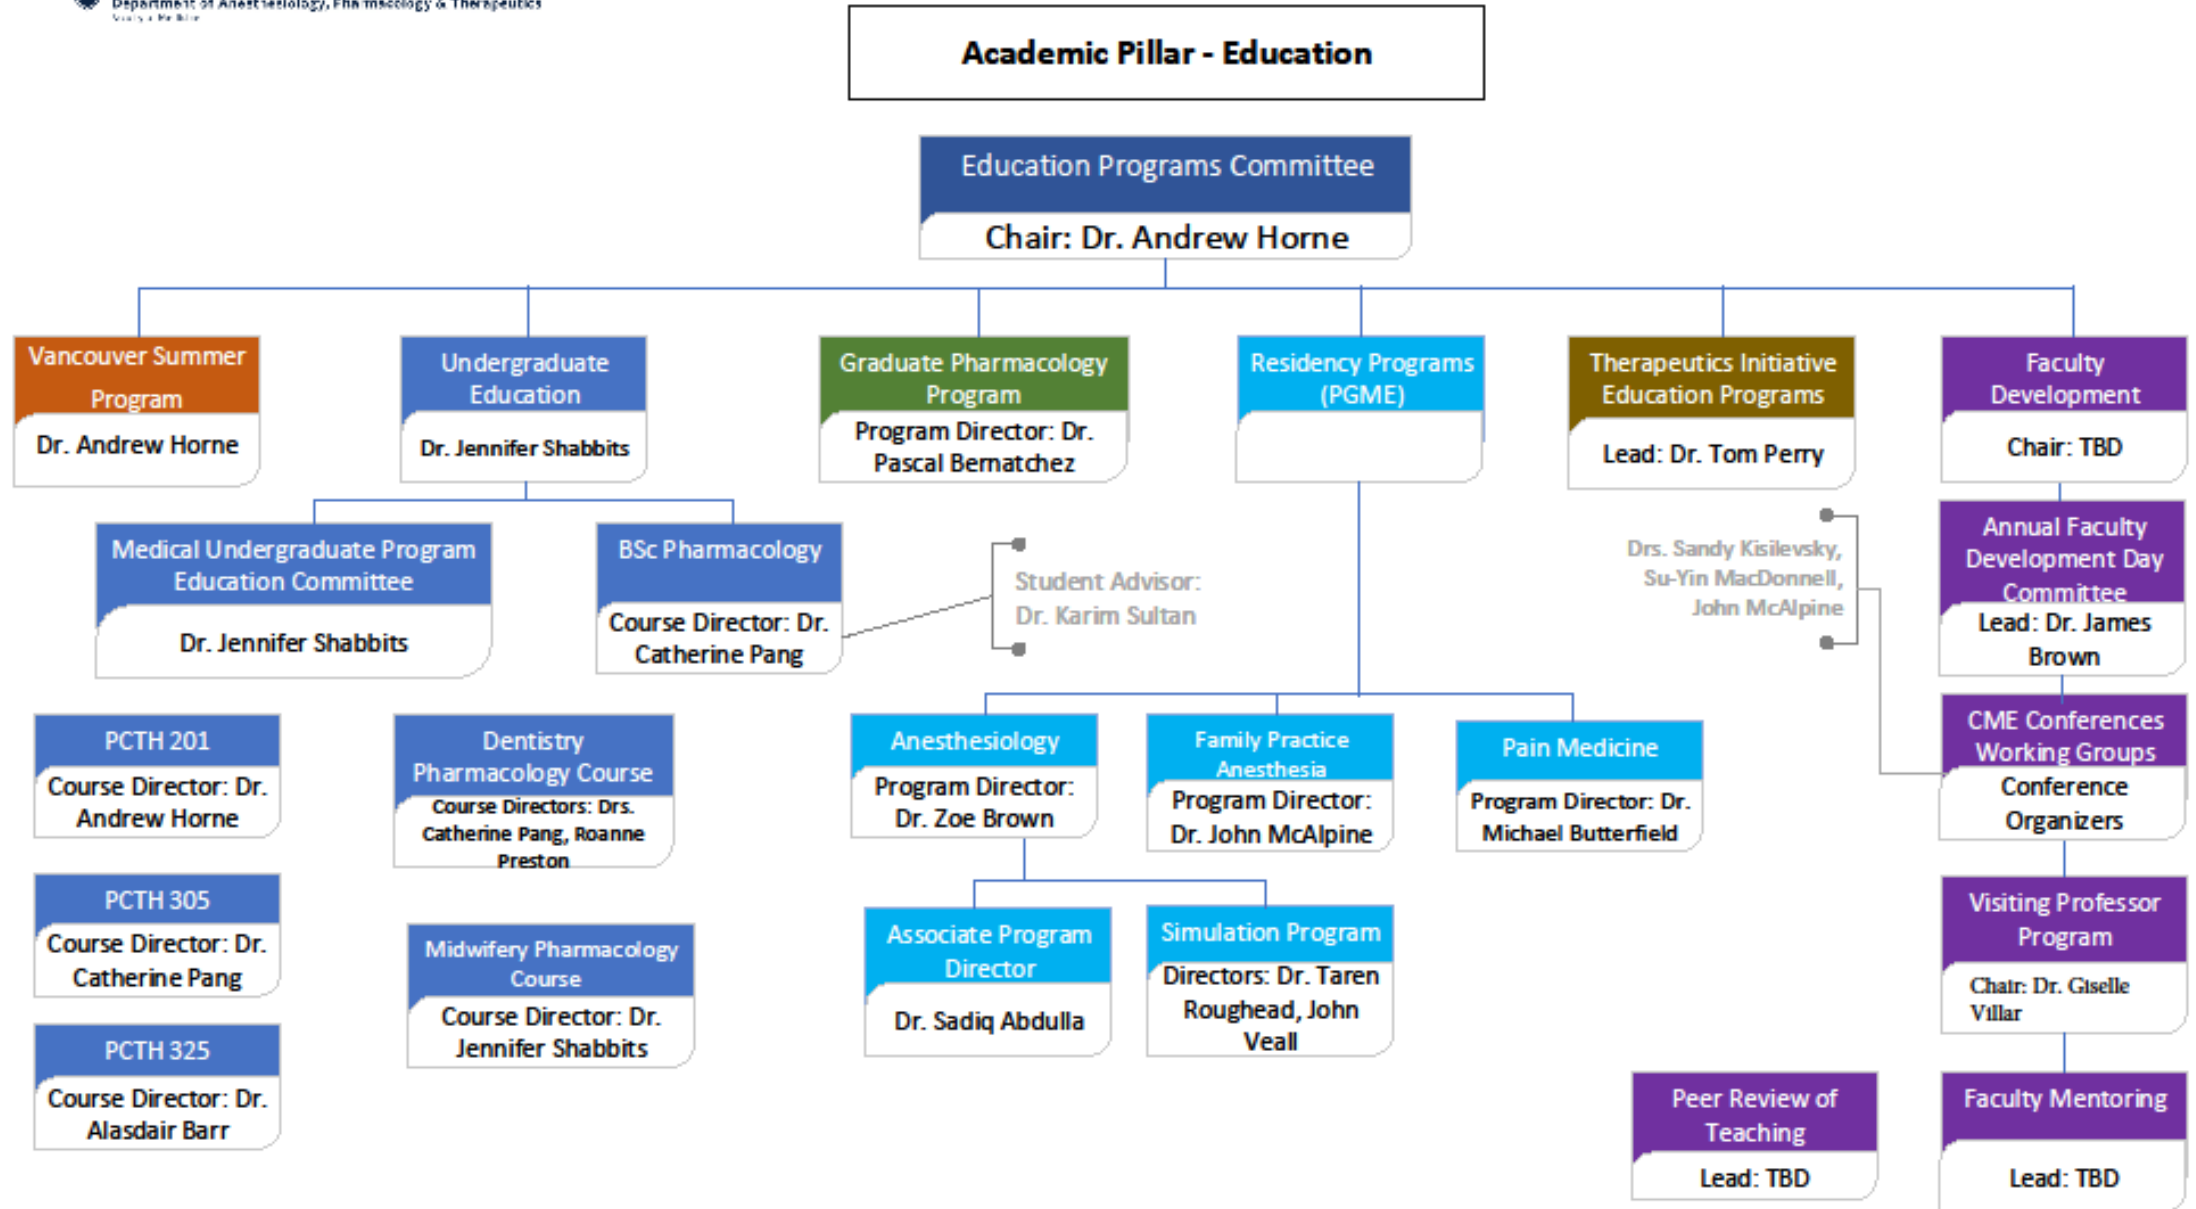 Department of Anesthesiology, Pharmacology & Therapeutics
Academic Pillar - Education
Education Programs Committee
Chair: Dr. Andrew Horne
Vancouver Summer
Program
Dr. Andrew Horne
Undergraduate
Education
Dr. Jennifer Shabbits
Graduate Pharmacology
Program
Program Director: Dr.
Pascal Bernatchez
Residency Programs
(PGME)
Therapeutics Initiative
Education Programs
Lead: Dr. Tom Perry
Faculty
Development
Chair: TBD
Medical Undergraduate Program
Education Committee
Dr. Jennifer Shabbits
BSc Pharmacology
Course Director: Dr.
Catherine Pang
Student Advisor:
Dr. Karim Sultan
Drs. Sandy Kisilevsky,
Su-Yin MacDonnell,
John McAlpine
Annual Faculty
Development Day
Committee
Lead: Dr. James
Brown
PCTH 201
Course Director: Dr.
Andrew Horne
Dentistry
Pharmacology Course
Course Directors: Drs.
Catherine Pang, Roanne
Preston
Anesthesiology
Program Director:
Dr. Zoe Brown
Family Practice
Anesthesia
Program Director:
Dr. John McAlpine
Pain Medicine
Program Director: Dr.
Michael Butterfield
CME Conferences
Working Groups
Conference
Organizers
PCTH 305
Course Director: Dr.
Catherine Pang
Midwifery Pharmacology
Course
Course Director: Dr.
Jennifer Shabbits
Associate Program
Director
Dr. Sadiq Abdulla
Simulation Program
Directors: Dr. Taren
Roughead, John
Veall
Visiting Professor
Program
Chair: Dr. Giselle
Villar
PCTH 325
Course Director: Dr.
Alasdair Barr
Peer Review of
Teaching
Lead: TBD
Faculty Mentoring
Lead: TBD